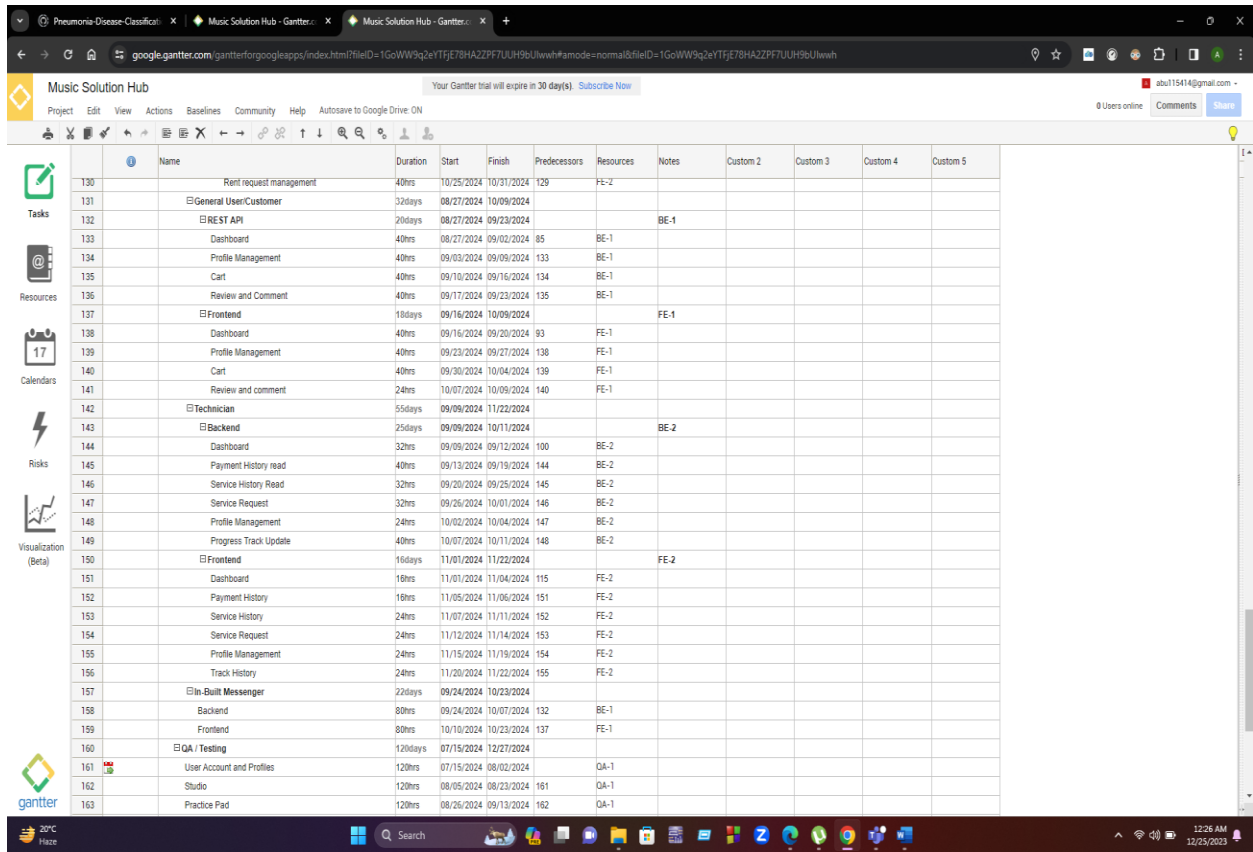 Pneumonia-Disease-Classificati
Music Solution Hub - Gantter.c
Music Solution Hub - Gantter.c
google.gantter.com/gantterforgoogleapps/index.html?fileID=1GoWW9q2eYTFjE78HA2ZPF7UUH9bUlwwh#amode=normal&fileID=1GoWW9q2eYTFjE78HA2ZPF7UUH9bUlwwh
Music Solution Hub
Your Gantter trial will expire in 30 day(s). Subscribe Now
abu115414@gmail.com
Project Edit View Actions Baselines Community Help Autosave to Google Drive: ON
0 Users online Comments Share
Name Duration Start Finish Predecessors Resources Notes Custom 2 Custom 3 Custom 4 Custom 5
130 Rent request management 40hrs 10/25/2024 10/31/2024 129 FE-2
131 General User/Customer 32days 08/27/2024 10/09/2024
132 REST API 20days 08/27/2024 09/23/2024 BE-1
133 Dashboard 40hrs 08/27/2024 09/02/2024 85 BE-1
134 Profile Management 40hrs 09/03/2024 09/09/2024 133 BE-1
135 Cart 40hrs 09/10/2024 09/16/2024 134 BE-1
136 Review and Comment 40hrs 09/17/2024 09/23/2024 135 BE-1
137 Frontend 18days 09/16/2024 10/09/2024 FE-1
138 Dashboard 40hrs 09/16/2024 09/20/2024 93 FE-1
139 Profile Management 40hrs 09/23/2024 09/27/2024 138 FE-1
140 Cart 40hrs 09/30/2024 10/04/2024 139 FE-1
141 Review and comment 24hrs 10/07/2024 10/09/2024 140 FE-1
142 Technician 55days 09/09/2024 11/22/2024
143 Backend 25days 09/09/2024 10/11/2024 BE-2
144 Dashboard 32hrs 09/09/2024 09/12/2024 100 BE-2
145 Payment History read 40hrs 09/13/2024 09/19/2024 144 BE-2
146 Service History Read 32hrs 09/20/2024 09/25/2024 145 BE-2
147 Service Request 32hrs 09/26/2024 10/01/2024 146 BE-2
148 Profile Management 24hrs 10/02/2024 10/04/2024 147 BE-2
149 Progress Track Update 40hrs 10/07/2024 10/11/2024 148 BE-2
150 Frontend 16days 11/01/2024 11/22/2024 FE-2
151 Dashboard 16hrs 11/01/2024 11/04/2024 115 FE-2
152 Payment History 16hrs 11/05/2024 11/06/2024 151 FE-2
153 Service History 24hrs 11/07/2024 11/11/2024 152 FE-2
154 Service Request 24hrs 11/12/2024 11/14/2024 153 FE-2
155 Profile Management 24hrs 11/15/2024 11/19/2024 154 FE-2
156 Track History 24hrs 11/20/2024 11/22/2024 155 FE-2
157 In-Built Messenger 22days 09/24/2024 10/23/2024
158 Backend 80hrs 09/24/2024 10/07/2024 132 BE-1
159 Frontend 80hrs 10/10/2024 10/23/2024 137 FE-1
160 QA / Testing 120days 07/15/2024 12/27/2024
161 User Account and Profiles 120hrs 07/15/2024 08/02/2024 QA-1
162 Studio 120hrs 08/05/2024 08/23/2024 161 QA-1
163 Practice Pad 120hrs 08/26/2024 09/13/2024 162 QA-1
Tasks
@
Resources
17
Calendars
Risks
Visualization
(Beta)
gantter
20°C
Haze
Search
12:26 AM
12/25/2023